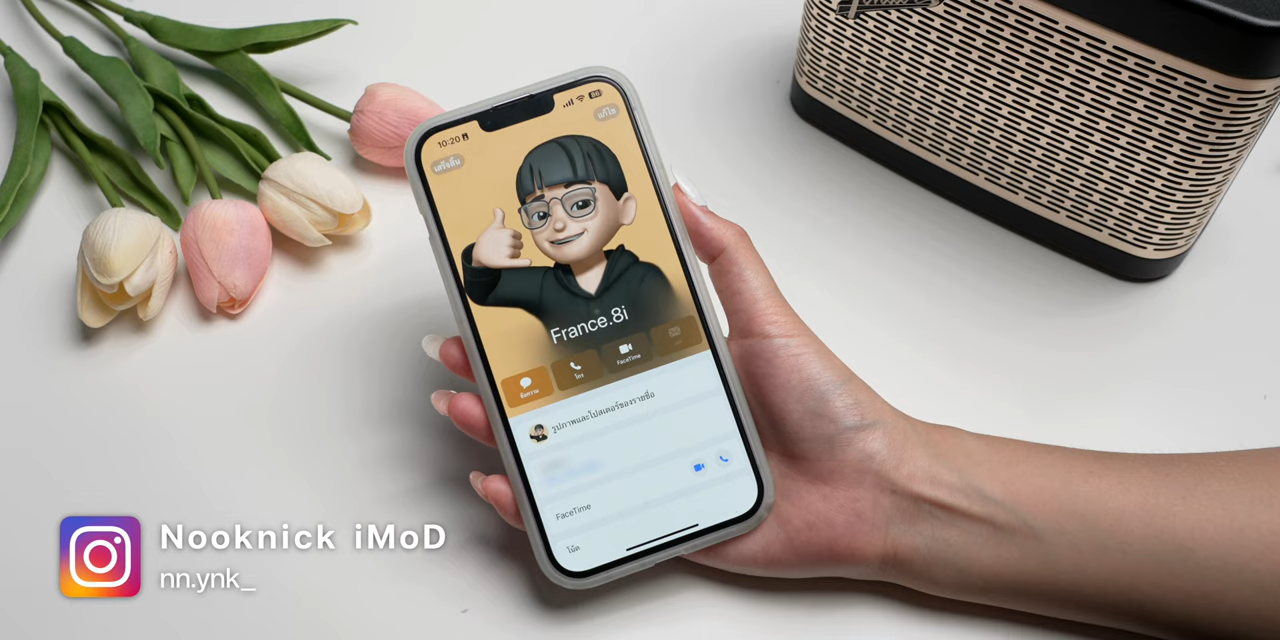 10:20
86
เสร็จสิ้น
แก้ไข
France.8i
ข้อความ
โทร
FaceTime
รูปภาพและโปสเตอร์ของรายชื่อ
FaceTime
โน้ต
Nooknick iMoD
nn.ynk_